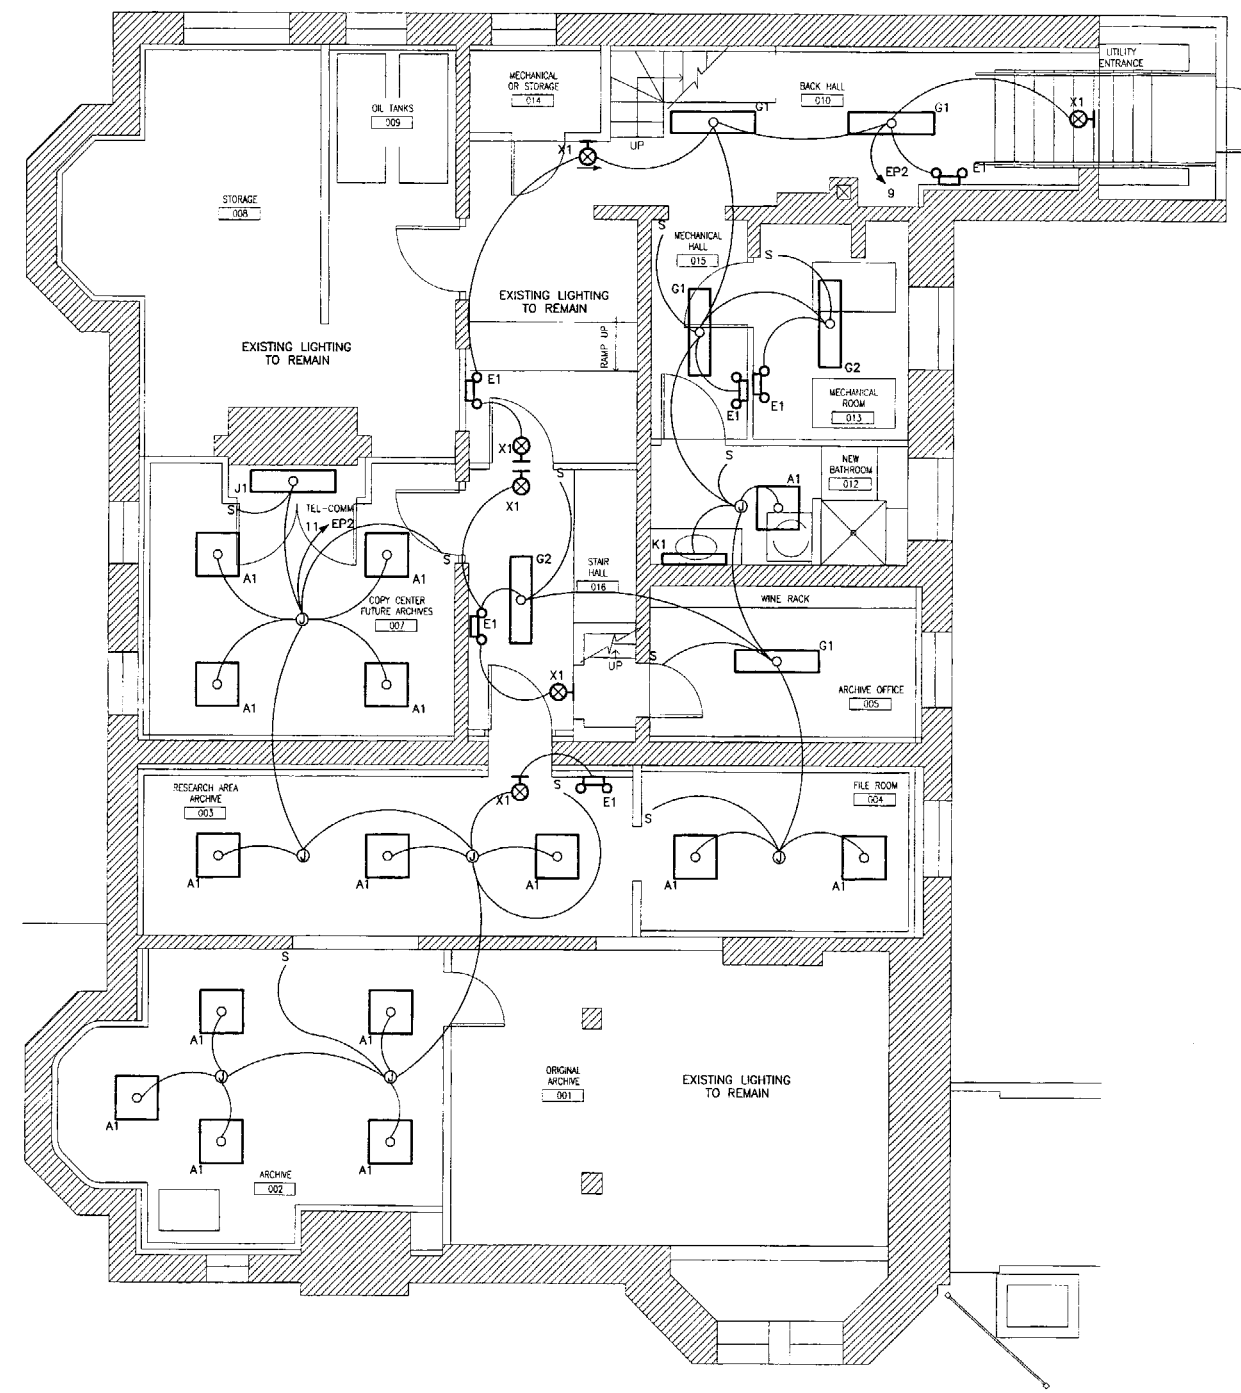 UTILITY
ENTRANCE
MECHANICAL
OR STORAGE
014
BACK HALL
010
OIL TANKS
009
G1
G1
X1
X1
UP
EP2
9
E1
STORAGE
008
S
MECHANICAL
HALL
015
S
G1
EXISTING LIGHTING
TO REMAIN
RAMP UP
EXISTING LIGHTING
TO REMAIN
G2
E1
MECHANICAL
ROOM
013
E1
E1
X1
S
NEW
BATHROOM
012
J1
S
A1
X1
S
TEL-COMM
11
EP2
K1
S
G2
STAIR
HALL
016
A1
A1
COPY CENTER
FUTURE ARCHIVES
007
WINE RACK
E1
G1
UP
S
X1
ARCHIVE OFFICE
005
A1
A1
RESEARCH AREA
ARCHIVE
003
X1
S
E1
FILE ROOM
004
S
J
J
J
J
J
A1
A1
A1
A1
A1
S
A1
A1
J
J
ORIGINAL
ARCHIVE
001
EXISTING LIGHTING
TO REMAIN
A1
A1
A1
ARCHIVE
002